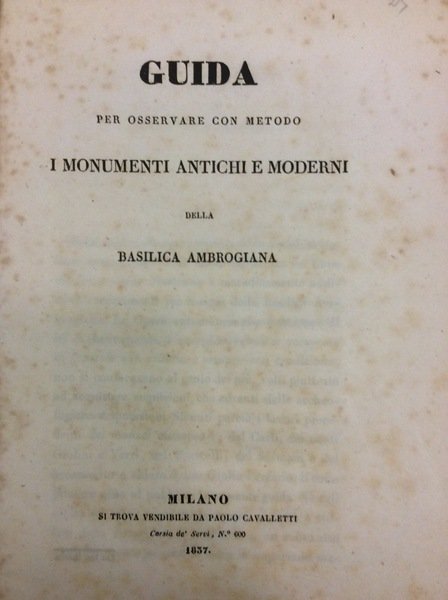 GUIDA
PER OSSERVARE CON METODO
I MONUMENTI ANTICHI E MODERNI
DELLA
BASILICA AMBROGIANA
MILANO
SI TROVA VENDIBILE DA PAOLO CAVALLETTI
Corsia de' Servi, N.° 600
1837.